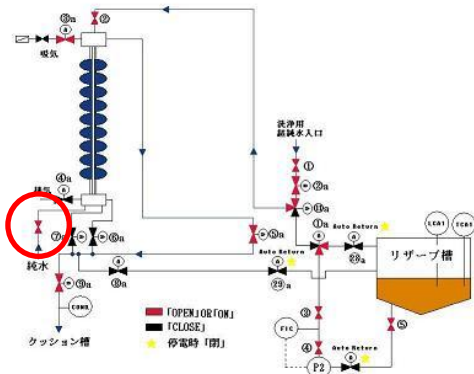 ③a
②
吸気
洗浄用
超純水入口
①
②a
⑪a
①a
④a
排気
⑦a
⑥a
⑤a
純水
Auto Return
28a
リザーブ槽
LCA1
TCA1
⑨a
⑧a
Auto Return
29a
COND
「OPEN」OR「ON」
「CLOSE」
停電時「閉」
③
FIC
④
⑤
Auto Return
P2
クッション槽